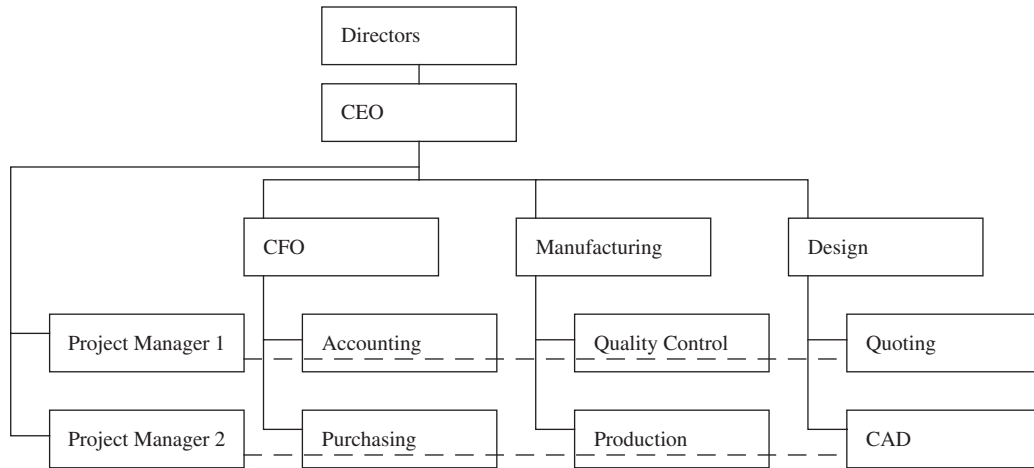 Directors
CEO
CFO
Manufacturing
Design
Project Manager 1
Accounting
Quality Control
Quoting
Project Manager 2
Purchasing
Production
CAD